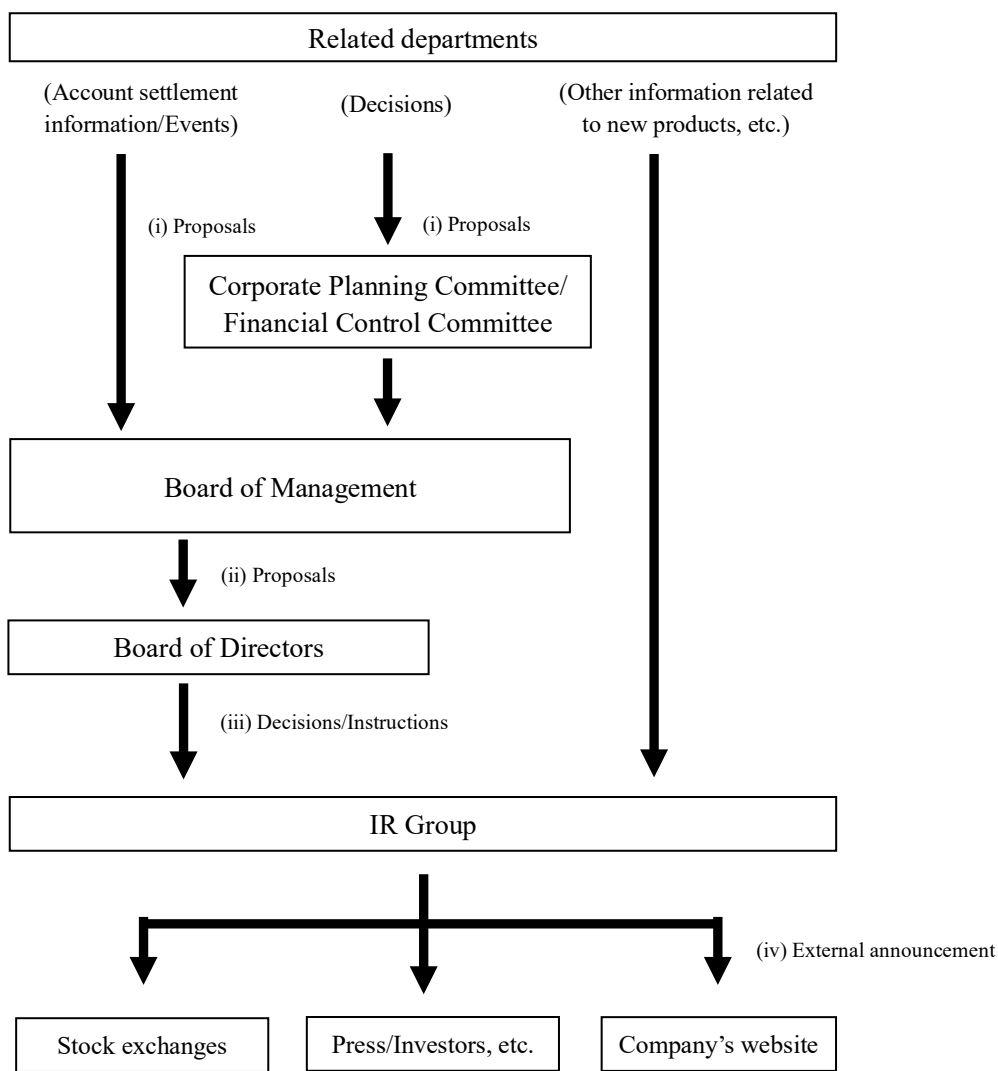 Related departments
(Account settlement
information/Events)
(Decisions)
(Other information related
to new products, etc.)
(i) Proposals
(i) Proposals
Corporate Planning Committee/
Financial Control Committee
Board of Management
(ii) Proposals
Board of Directors
(iii) Decisions/Instructions
IR Group
(iv) External announcement
Stock exchanges
Press/Investors, etc.
Company’s website